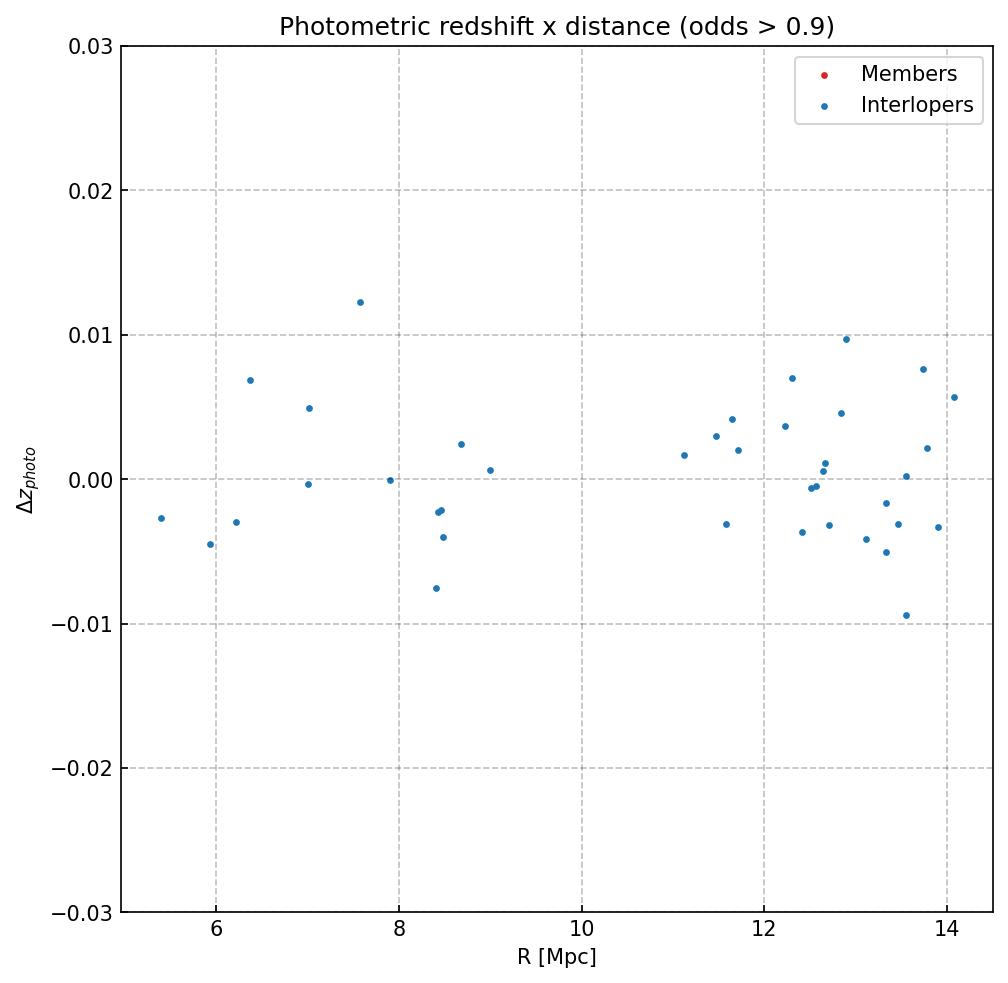 Photometric redshift x distance (odds > 0.9)
Members
Interlopers
0.03
0.02
0.01
0.00
−0.01
−0.02
−0.03
Δz_photo
6 8 10 12 14
R [Mpc]